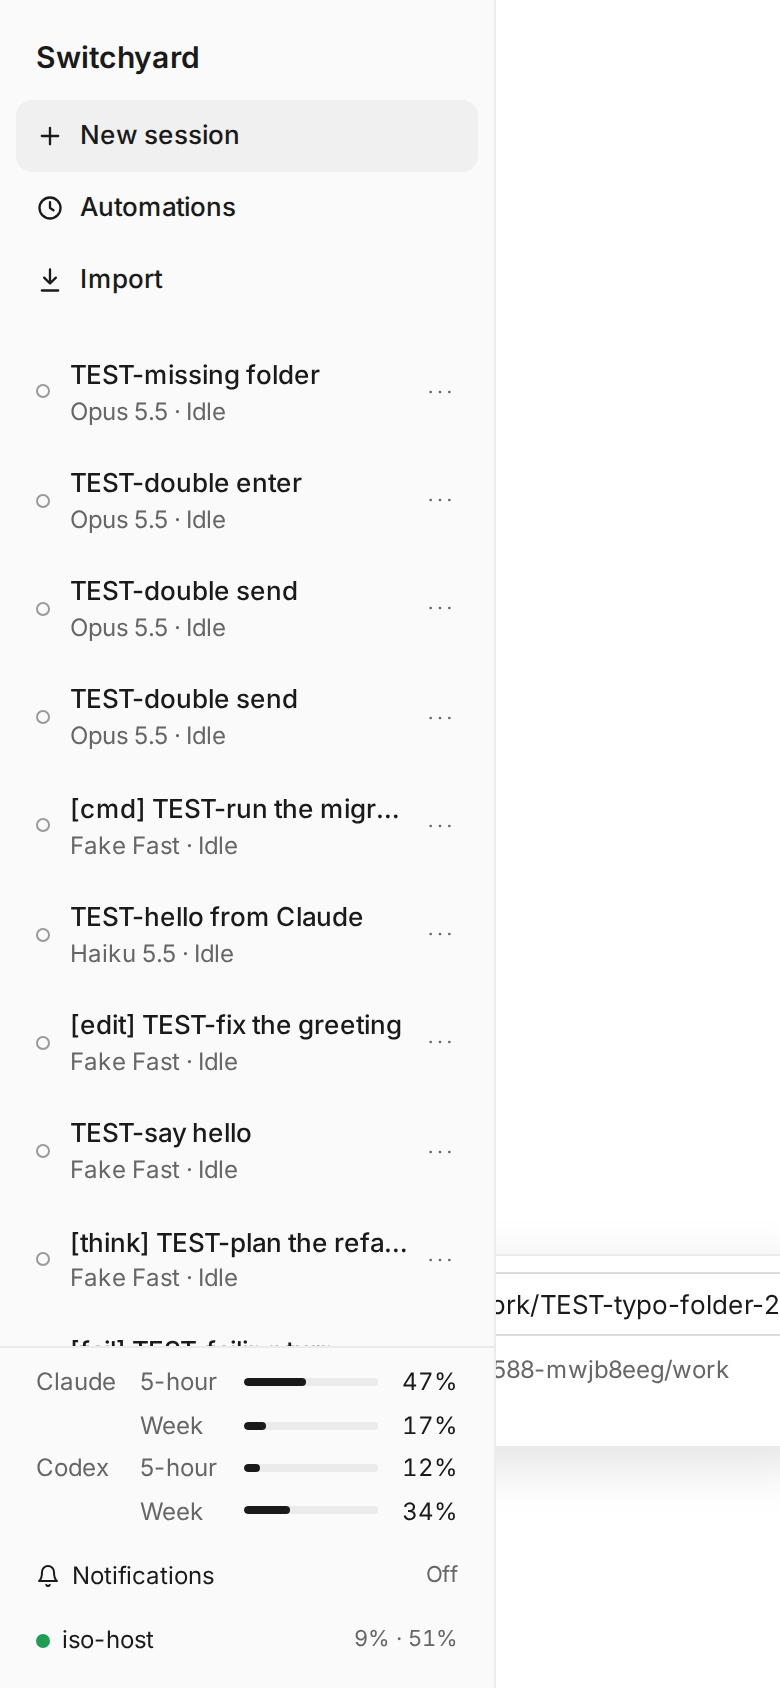 Switchyard
New session
Automations
Import
TEST-missing folder
Opus 5.5 · Idle
TEST-double enter
Opus 5.5 · Idle
TEST-double send
Opus 5.5 · Idle
TEST-double send
Opus 5.5 · Idle
[cmd] TEST-run the migr...
Fake Fast · Idle
TEST-hello from Claude
Haiku 5.5 · Idle
[edit] TEST-fix the greeting
Fake Fast · Idle
TEST-say hello
Fake Fast · Idle
[think] TEST-plan the refa...
Fake Fast · Idle
ork/TEST-typo-folder-2
588-mwjb8eeg/work
Claude 5-hour 47%
Week 17%
Codex 5-hour 12%
Week 34%
Notifications Off
iso-host 9% · 51%